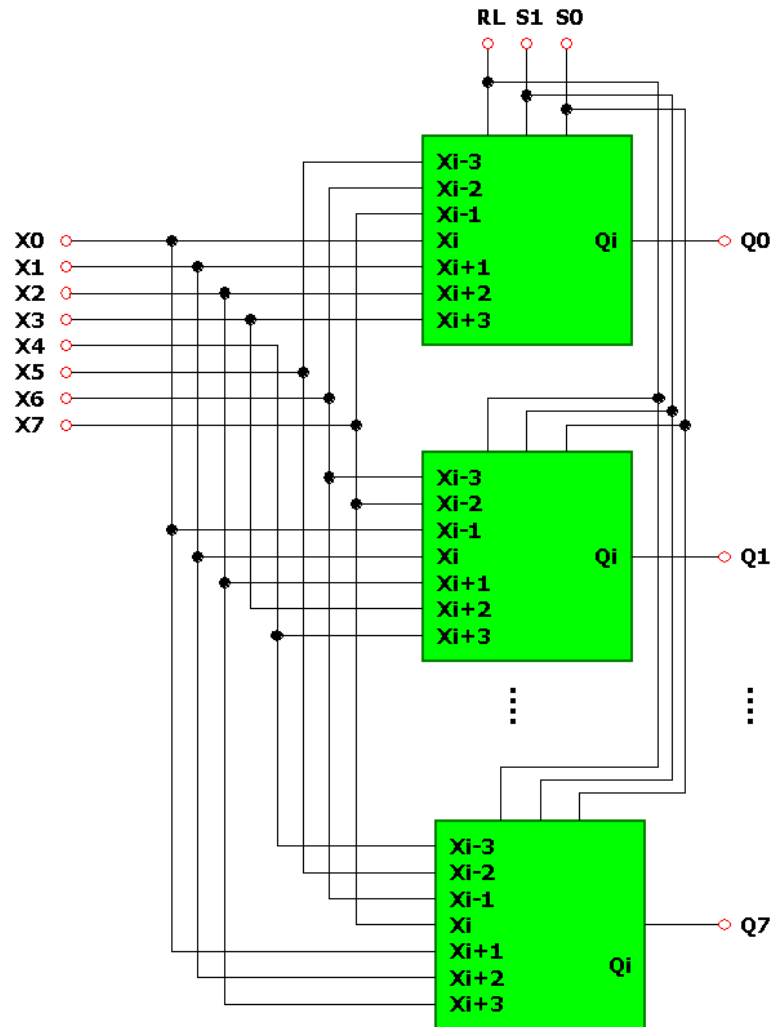 RL S1 S0
Xi-3
Xi-2
Xi-1
X0 Xi Qi Q0
X1 Xi+1
X2 Xi+2
X3 Xi+3
X4
X5
X6
X7
Xi-3
Xi-2
Xi-1
Xi Qi Q1
Xi+1
Xi+2
Xi+3
Xi-3
Xi-2
Xi-1
Xi Q7
Xi+1
Qi
Xi+2
Xi+3